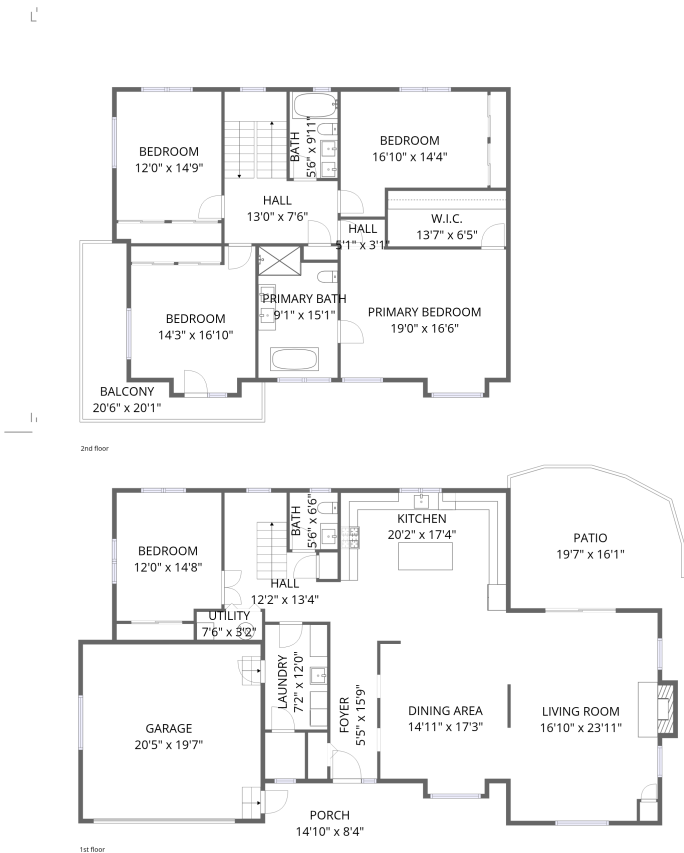 BEDROOM
12'0" x 14'9"
BATH
5'6" x 9'11"
BEDROOM
16'10" x 14'4"
HALL
13'0" x 7'6"
W.I.C.
13'7" x 6'5"
HALL
5'1" x 3'1"
BEDROOM
14'3" x 16'10"
PRIMARY BATH
9'1" x 15'1"
PRIMARY BEDROOM
19'0" x 16'6"
BALCONY
20'6" x 20'1"
2nd floor
BEDROOM
12'0" x 14'8"
BATH
5'6" x 6'6"
KITCHEN
20'2" x 17'4"
PATIO
19'7" x 16'1"
HALL
12'2" x 13'4"
UTILITY
7'6" x 3'2"
LAUNDRY
7'2" x 12'0"
FOYER
5'5" x 15'9"
DINING AREA
14'11" x 17'3"
LIVING ROOM
16'10" x 23'11"
GARAGE
20'5" x 19'7"
PORCH
14'10" x 8'4"
1st floor